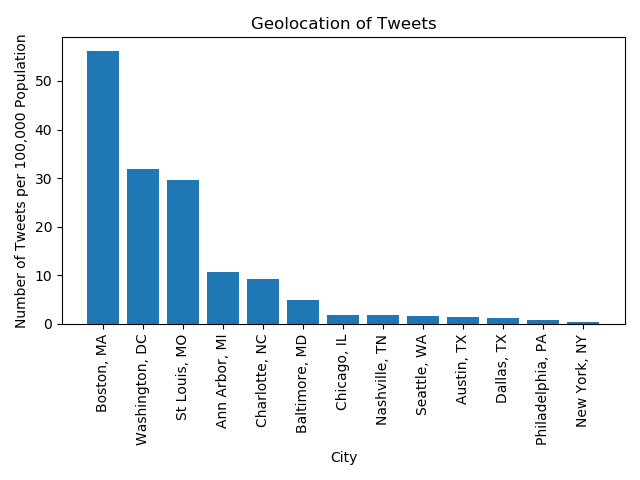 Geolocation of Tweets
Number of Tweets per 100,000 Population
50
40
30
20
10
0
Boston, MA
Washington, DC
St Louis, MO
Ann Arbor, MI
Charlotte, NC
Baltimore, MD
Chicago, IL
Nashville, TN
Seattle, WA
Austin, TX
Dallas, TX
Philadelphia, PA
New York, NY
City